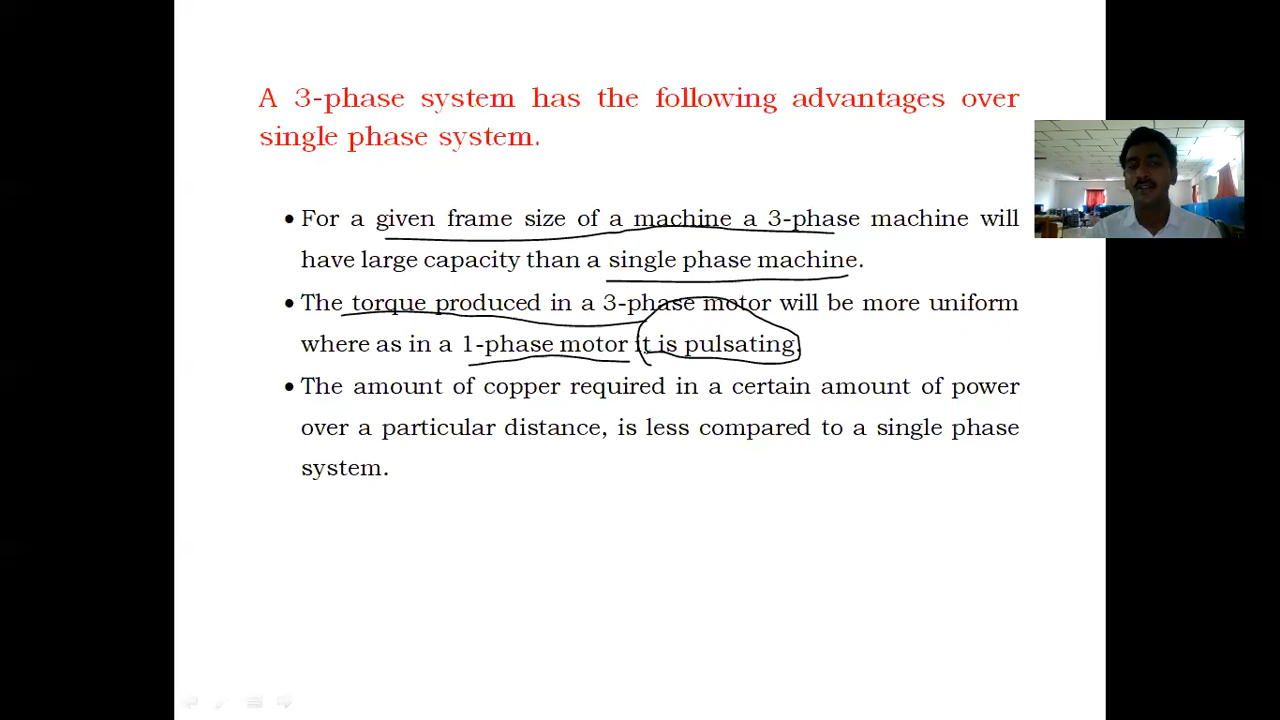 A 3-phase system has the following advantages over
single phase system.
• For a given frame size of a machine a 3-phase machine will
have large capacity than a single phase machine.
• The torque produced in a 3-phase motor will be more uniform
where as in a 1-phase motor it is pulsating.
• The amount of copper required in a certain amount of power
over a particular distance, is less compared to a single phase
system.